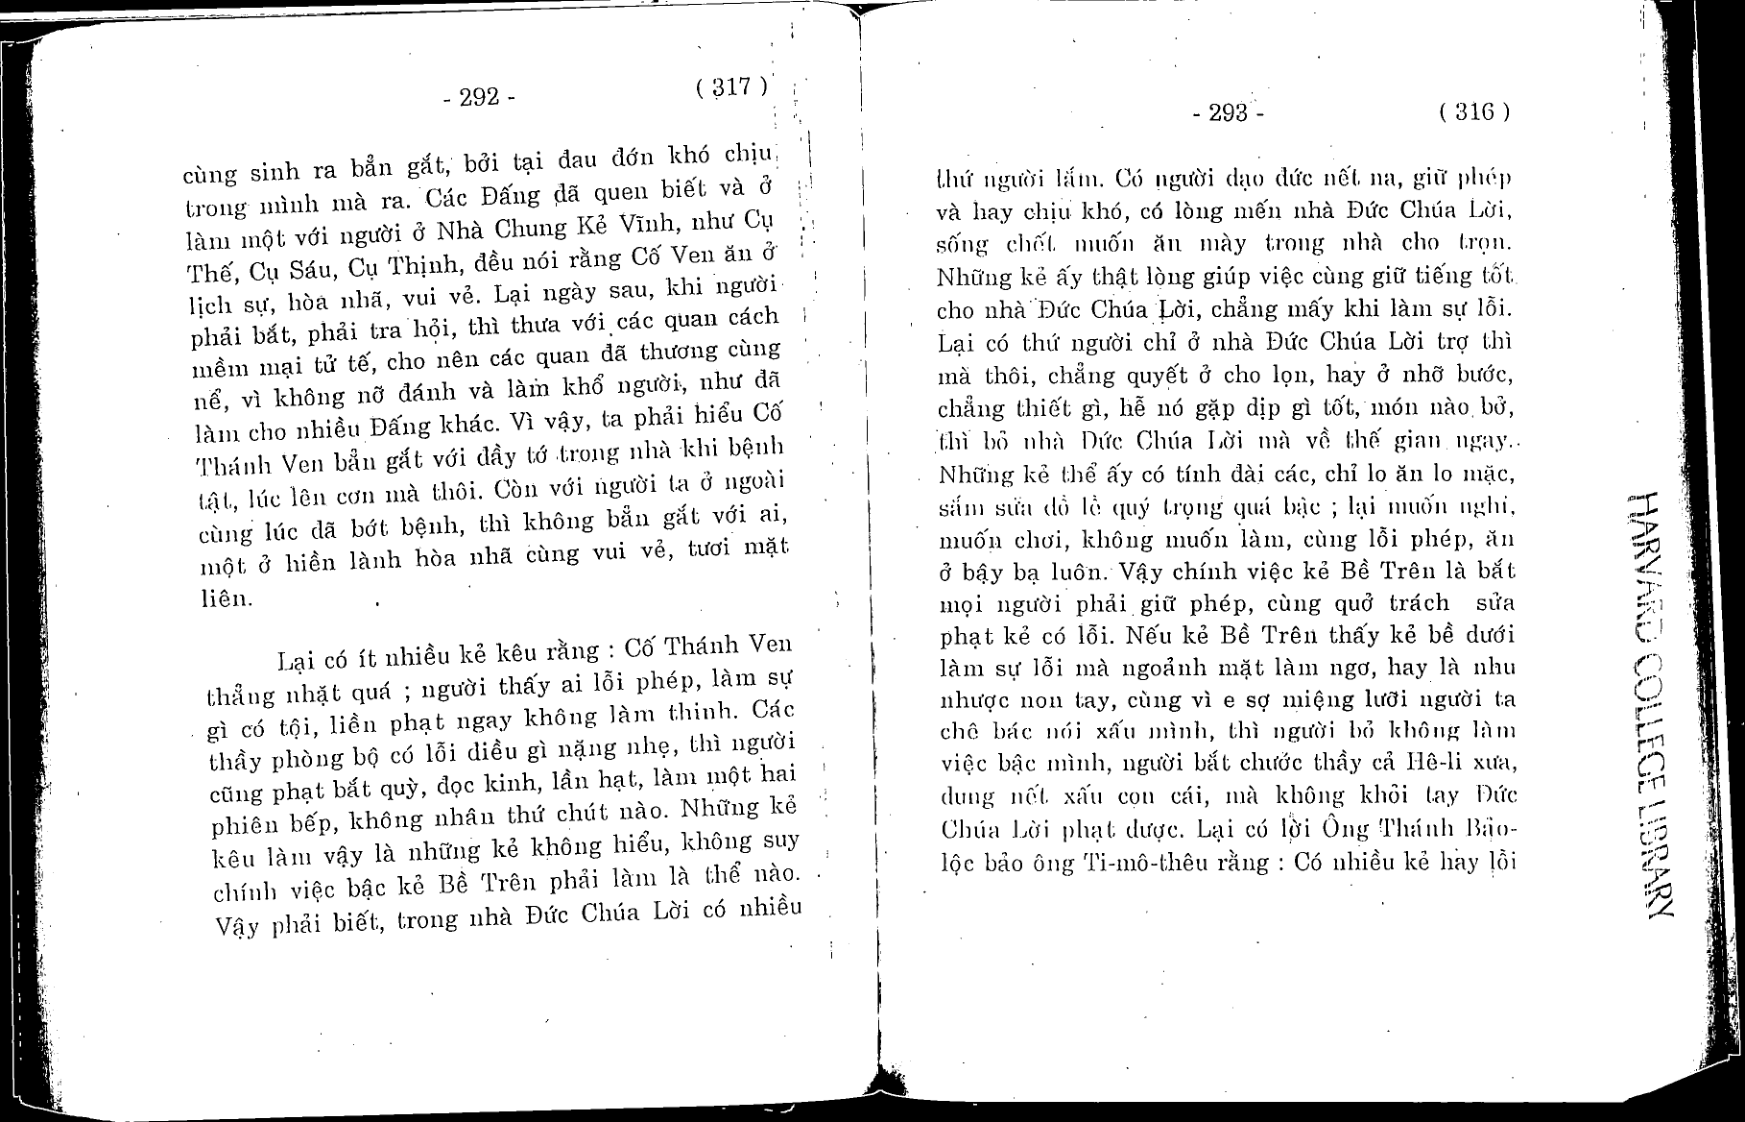 - 292 -
( 317 )
cùng sinh ra bẳn gắt, bởi tại đau đớn khó chịu
trong mình mà ra. Các Đấng đã quen biết và ở
làm một với người ở Nhà Chung Kẻ Vĩnh, như Cụ
Thế, Cụ Sáu, Cụ Thịnh, đều nói rằng Cố Ven ăn ở
lịch sự, hòa nhã, vui vẻ. Lại ngày sau, khi người
phải bắt, phải tra hỏi, thì thưa với các quan cách
mềm mại tử tế, cho nên các quan đã thương cùng
nể, vì không nỡ đánh và làm khổ người, như đã
làm cho nhiều Đấng khác. Vì vậy, ta phải hiểu Cố
Thánh Ven bẳn gắt với đầy tớ trong nhà khi bệnh
tật, lúc lên cơn mà thôi. Còn với người ta ở ngoài
cùng lúc đã bớt bệnh, thì không bẳn gắt với ai,
một ở hiền lành hòa nhã cùng vui vẻ, tươi mặt
liên.
Lại có ít nhiều kẻ kêu rằng : Cố Thánh Ven
thẳng nhặt quá ; người thấy ai lỗi phép, làm sự
gì có tội, liền phạt ngay không làm thinh. Các
thầy phòng bộ có lỗi điều gì nặng nhẹ, thì người
cũng phạt bắt quỳ, đọc kinh, lần hạt, làm một hai
phiên bếp, không nhân thứ chút nào. Những kẻ
kêu làm vậy là những kẻ không hiểu, không suy
chính việc bậc kẻ Bề Trên phải làm là thể nào.
Vậy phải biết, trong nhà Đức Chúa Lời có nhiều
- 293 -
( 316 )
thứ người lắm. Có người đạo đức nết na, giữ phép
và hay chịu khó, có lòng mến nhà Đức Chúa Lời,
sống chết muốn ăn mày trong nhà cho trọn.
Những kẻ ấy thật lòng giúp việc cùng giữ tiếng tốt
cho nhà Đức Chúa Lời, chẳng mấy khi làm sự lỗi.
Lại có thứ người chỉ ở nhà Đức Chúa Lời trợ thì
mà thôi, chẳng quyết ở cho lọn, hay ở nhỡ bước,
chẳng thiết gì, hễ nó gặp dịp gì tốt, món nào bở,
thì bỏ nhà Đức Chúa Lời mà về thế gian ngay.
Những kẻ thể ấy có tính đài các, chỉ lo ăn lo mặc,
sắm sửa đồ lề quý trọng quá bậc ; lại muốn nghỉ,
muốn chơi, không muốn làm, cùng lỗi phép, ăn
ở bậy bạ luôn. Vậy chính việc kẻ Bề Trên là bắt
mọi người phải giữ phép, cùng quở trách sửa
phạt kẻ có lỗi. Nếu kẻ Bề Trên thấy kẻ bề dưới
làm sự lỗi mà ngoảnh mặt làm ngơ, hay là nhu
nhược non tay, cùng vì e sợ miệng lưỡi người ta
chê bác nói xấu mình, thì người bỏ không làm
việc bậc mình, người bắt chước thầy cả Hê-li xưa,
dung nết xấu con cái, mà không khỏi tay Đức
Chúa Lời phạt được. Lại có lời Ông Thánh Bảo-
lộc bảo ông Ti-mô-thêu rằng : Có nhiều kẻ hay lỗi
HARVARD COLLEGE LIBRARY